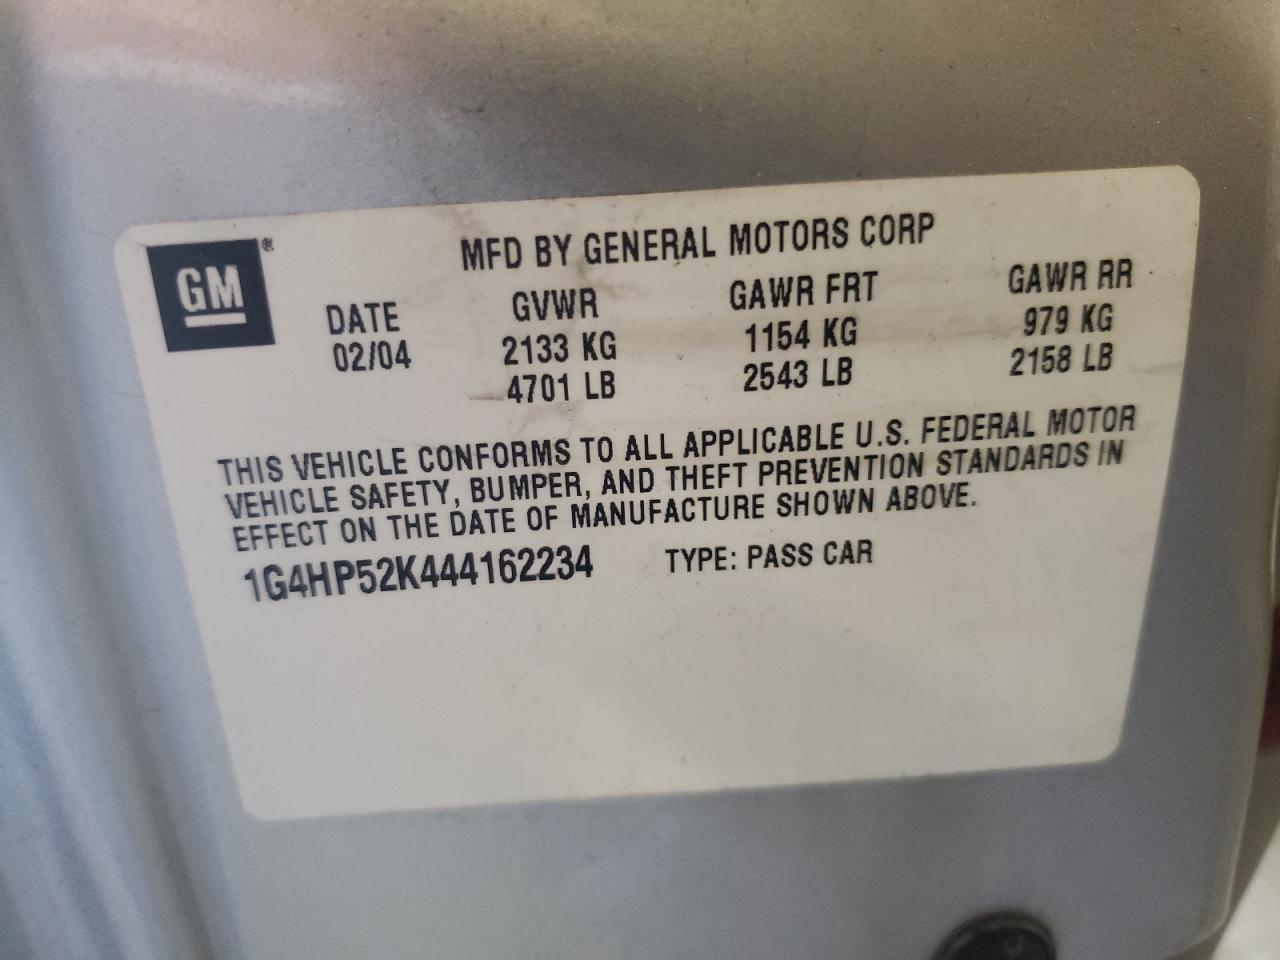 GM ®
MFD BY GENERAL MOTORS CORP
DATE GVWR GAWR FRT GAWR RR
02/04 2133 KG 1154 KG 979 KG
4701 LB 2543 LB 2158 LB
THIS VEHICLE CONFORMS TO ALL APPLICABLE U.S. FEDERAL MOTOR
VEHICLE SAFETY, BUMPER, AND THEFT PREVENTION STANDARDS IN
EFFECT ON THE DATE OF MANUFACTURE SHOWN ABOVE.
1G4HP52K444162234 TYPE: PASS CAR